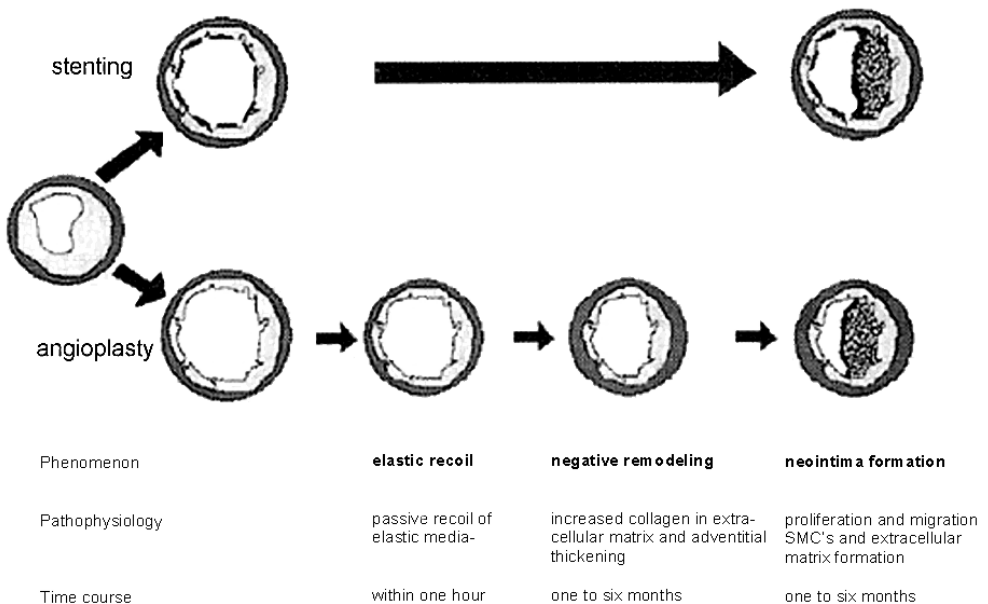 stenting
angioplasty
Phenomenon
elastic recoil
negative remodeling
neointima formation
Pathophysiology
passive recoil of
elastic media-
increased collagen in extra-
cellular matrix and adventitial
thickening
proliferation and migration
SMC's and extracellular
matrix formation
Time course
within one hour
one to six months
one to six months